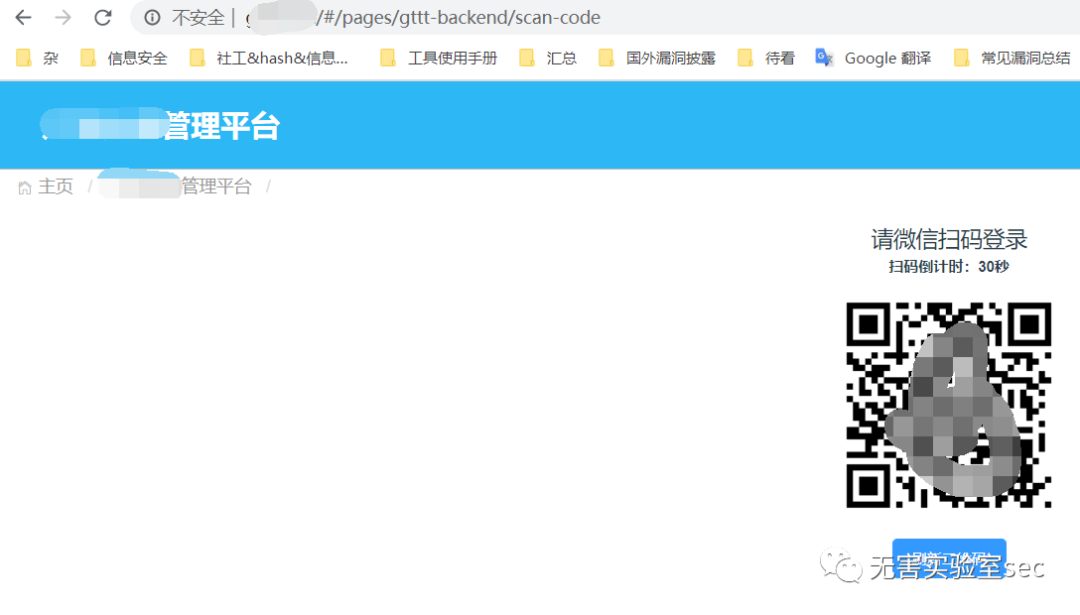 不安全 | g /#/pages/gttt-backend/scan-code
杂 信息安全 社工&hash&信息... 工具使用手册 汇总 国外漏洞披露 待看 Google 翻译 常见漏洞总结
管理平台
主页 / 管理平台 /
请微信扫码登录
扫码倒计时：30秒
无害实验室sec